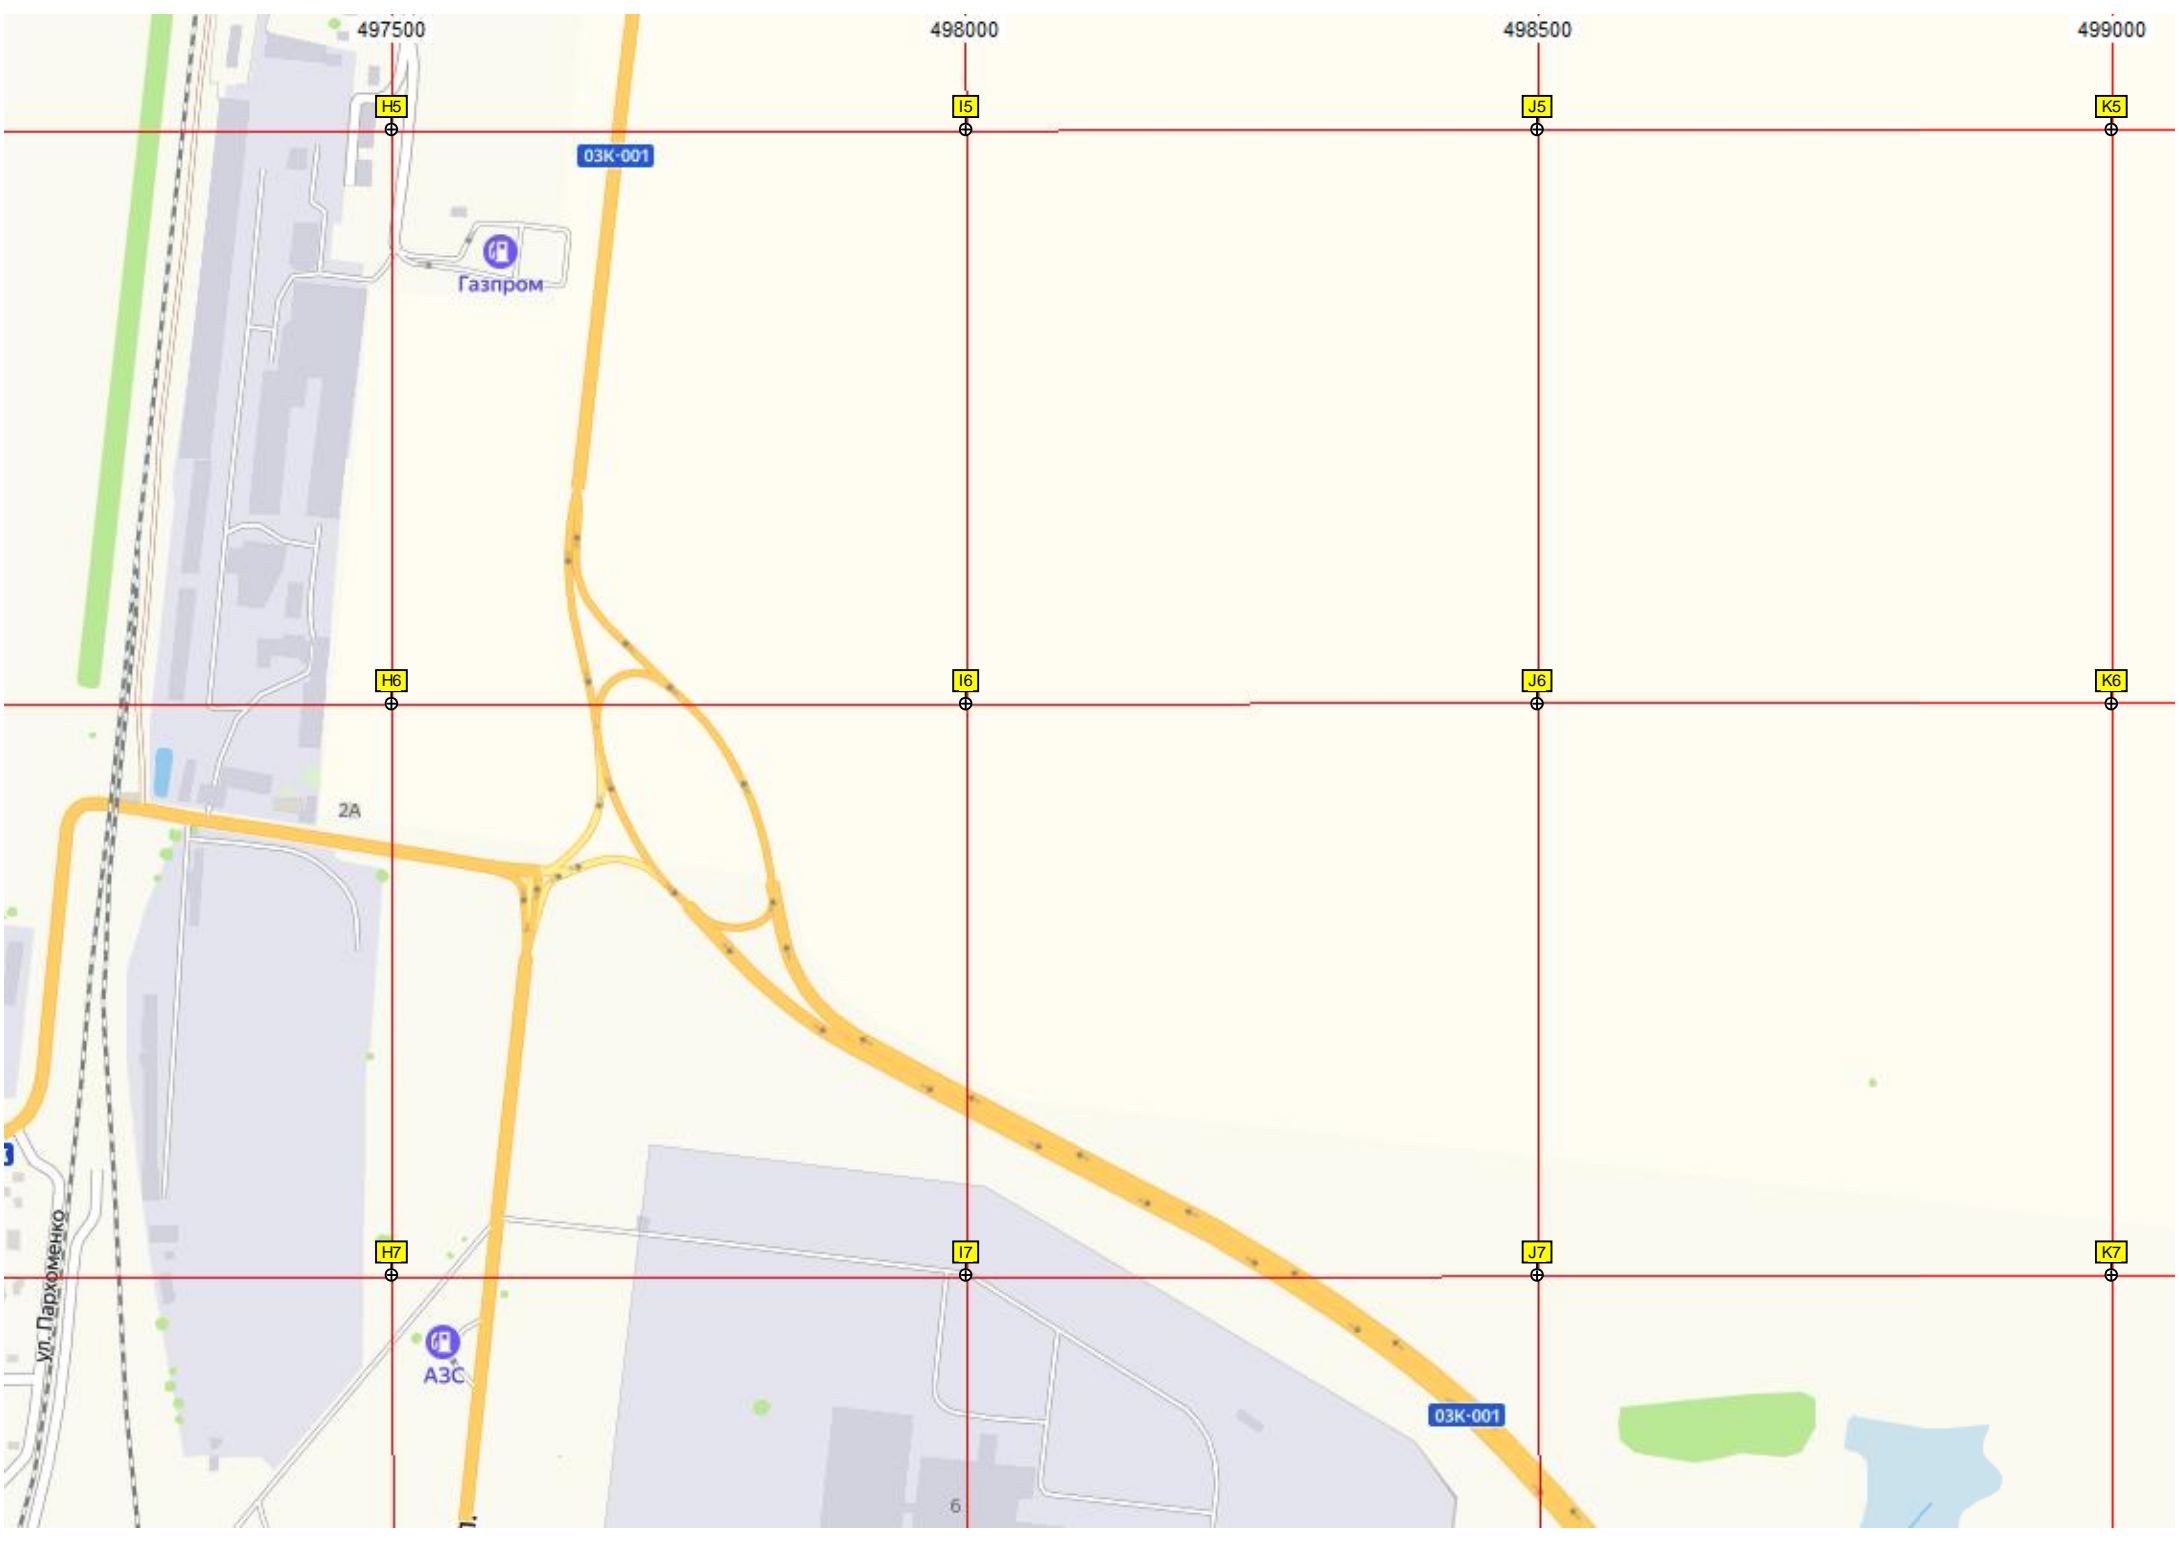 497500 498000 498500 499000
H5 I5 J5 K5
03К-001
Газпром
H6 I6 J6 K6
2А
ул. Пархоменко
H7 I7 J7 K7
АЗС
03К-001
6